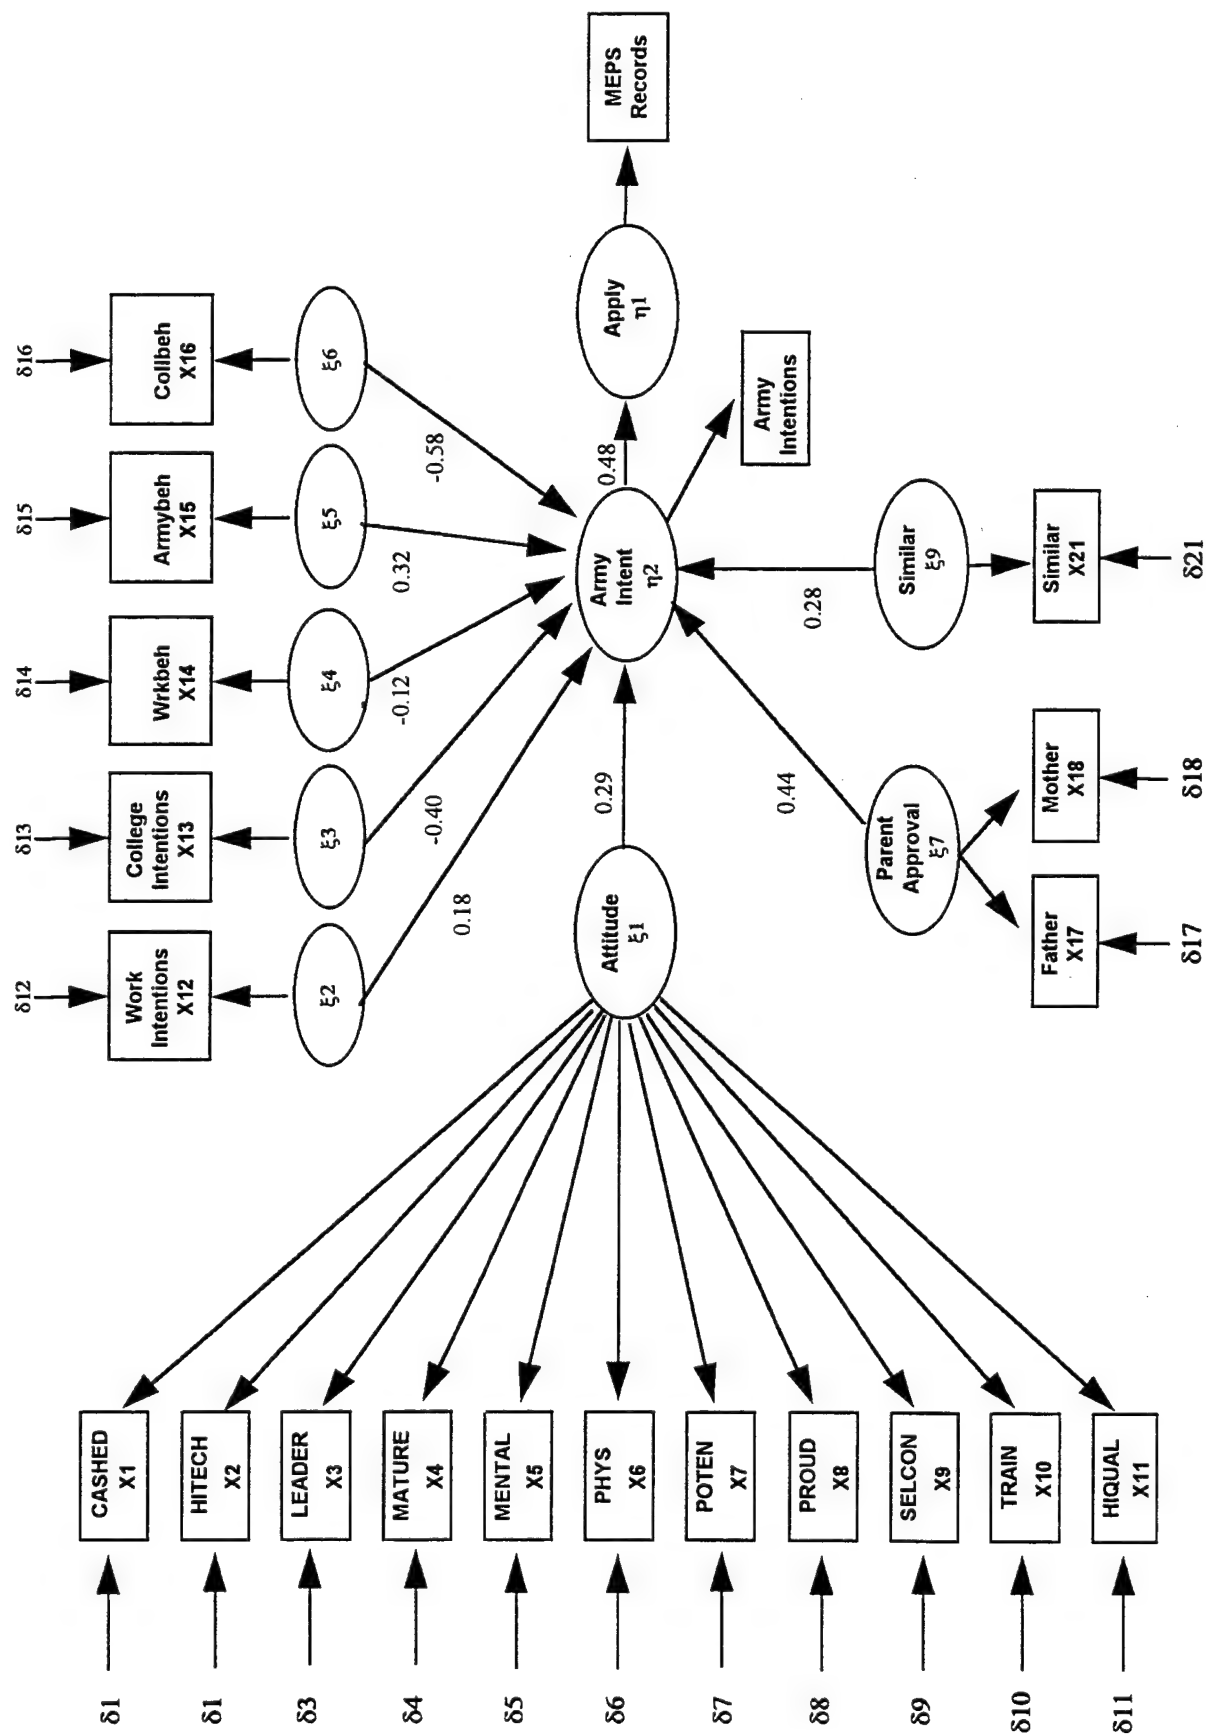 δ12
δ13
δ14
δ15
δ16
Work
Intentions
X12
College
Intentions
X13
Wrkbeh
X14
Armybeh
X15
Collbeh
X16
ξ2
ξ3
ξ4
ξ5
ξ6
0.18
-0.40
-0.12
0.32
-0.58
δ1
CASHED
X1
δ1
HITECH
X2
δ3
LEADER
X3
δ4
MATURE
X4
δ5
MENTAL
X5
δ6
PHYS
X6
δ7
POTEN
X7
δ8
PROUD
X8
δ9
SELCON
X9
δ10
TRAIN
X10
δ11
HIQUAL
X11
Attitude
ξ1
0.29
Army
Intent
η2
0.48
Apply
η1
MEPS
Records
Army
Intentions
0.44
0.28
Parent
Approval
ξ7
Similar
ξ9
Father
X17
Mother
X18
Similar
X21
δ17
δ18
δ21